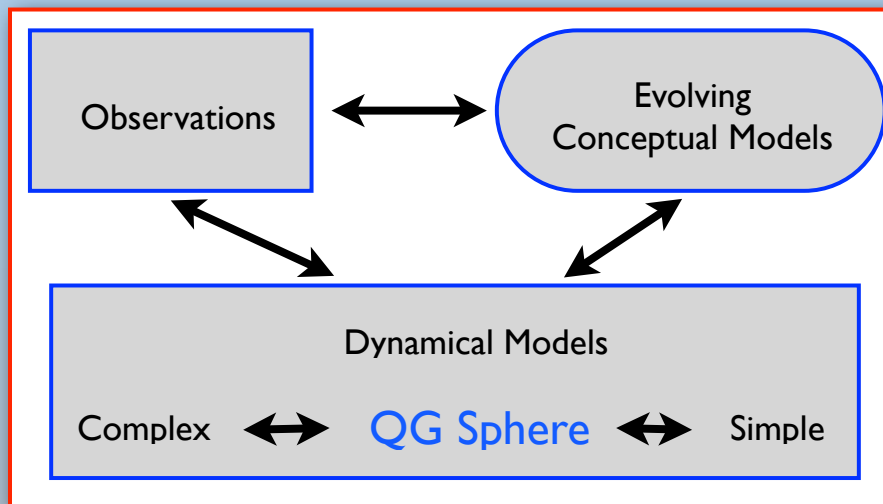 Observations
Evolving
Conceptual Models
Dynamical Models
Complex
QG Sphere
Simple